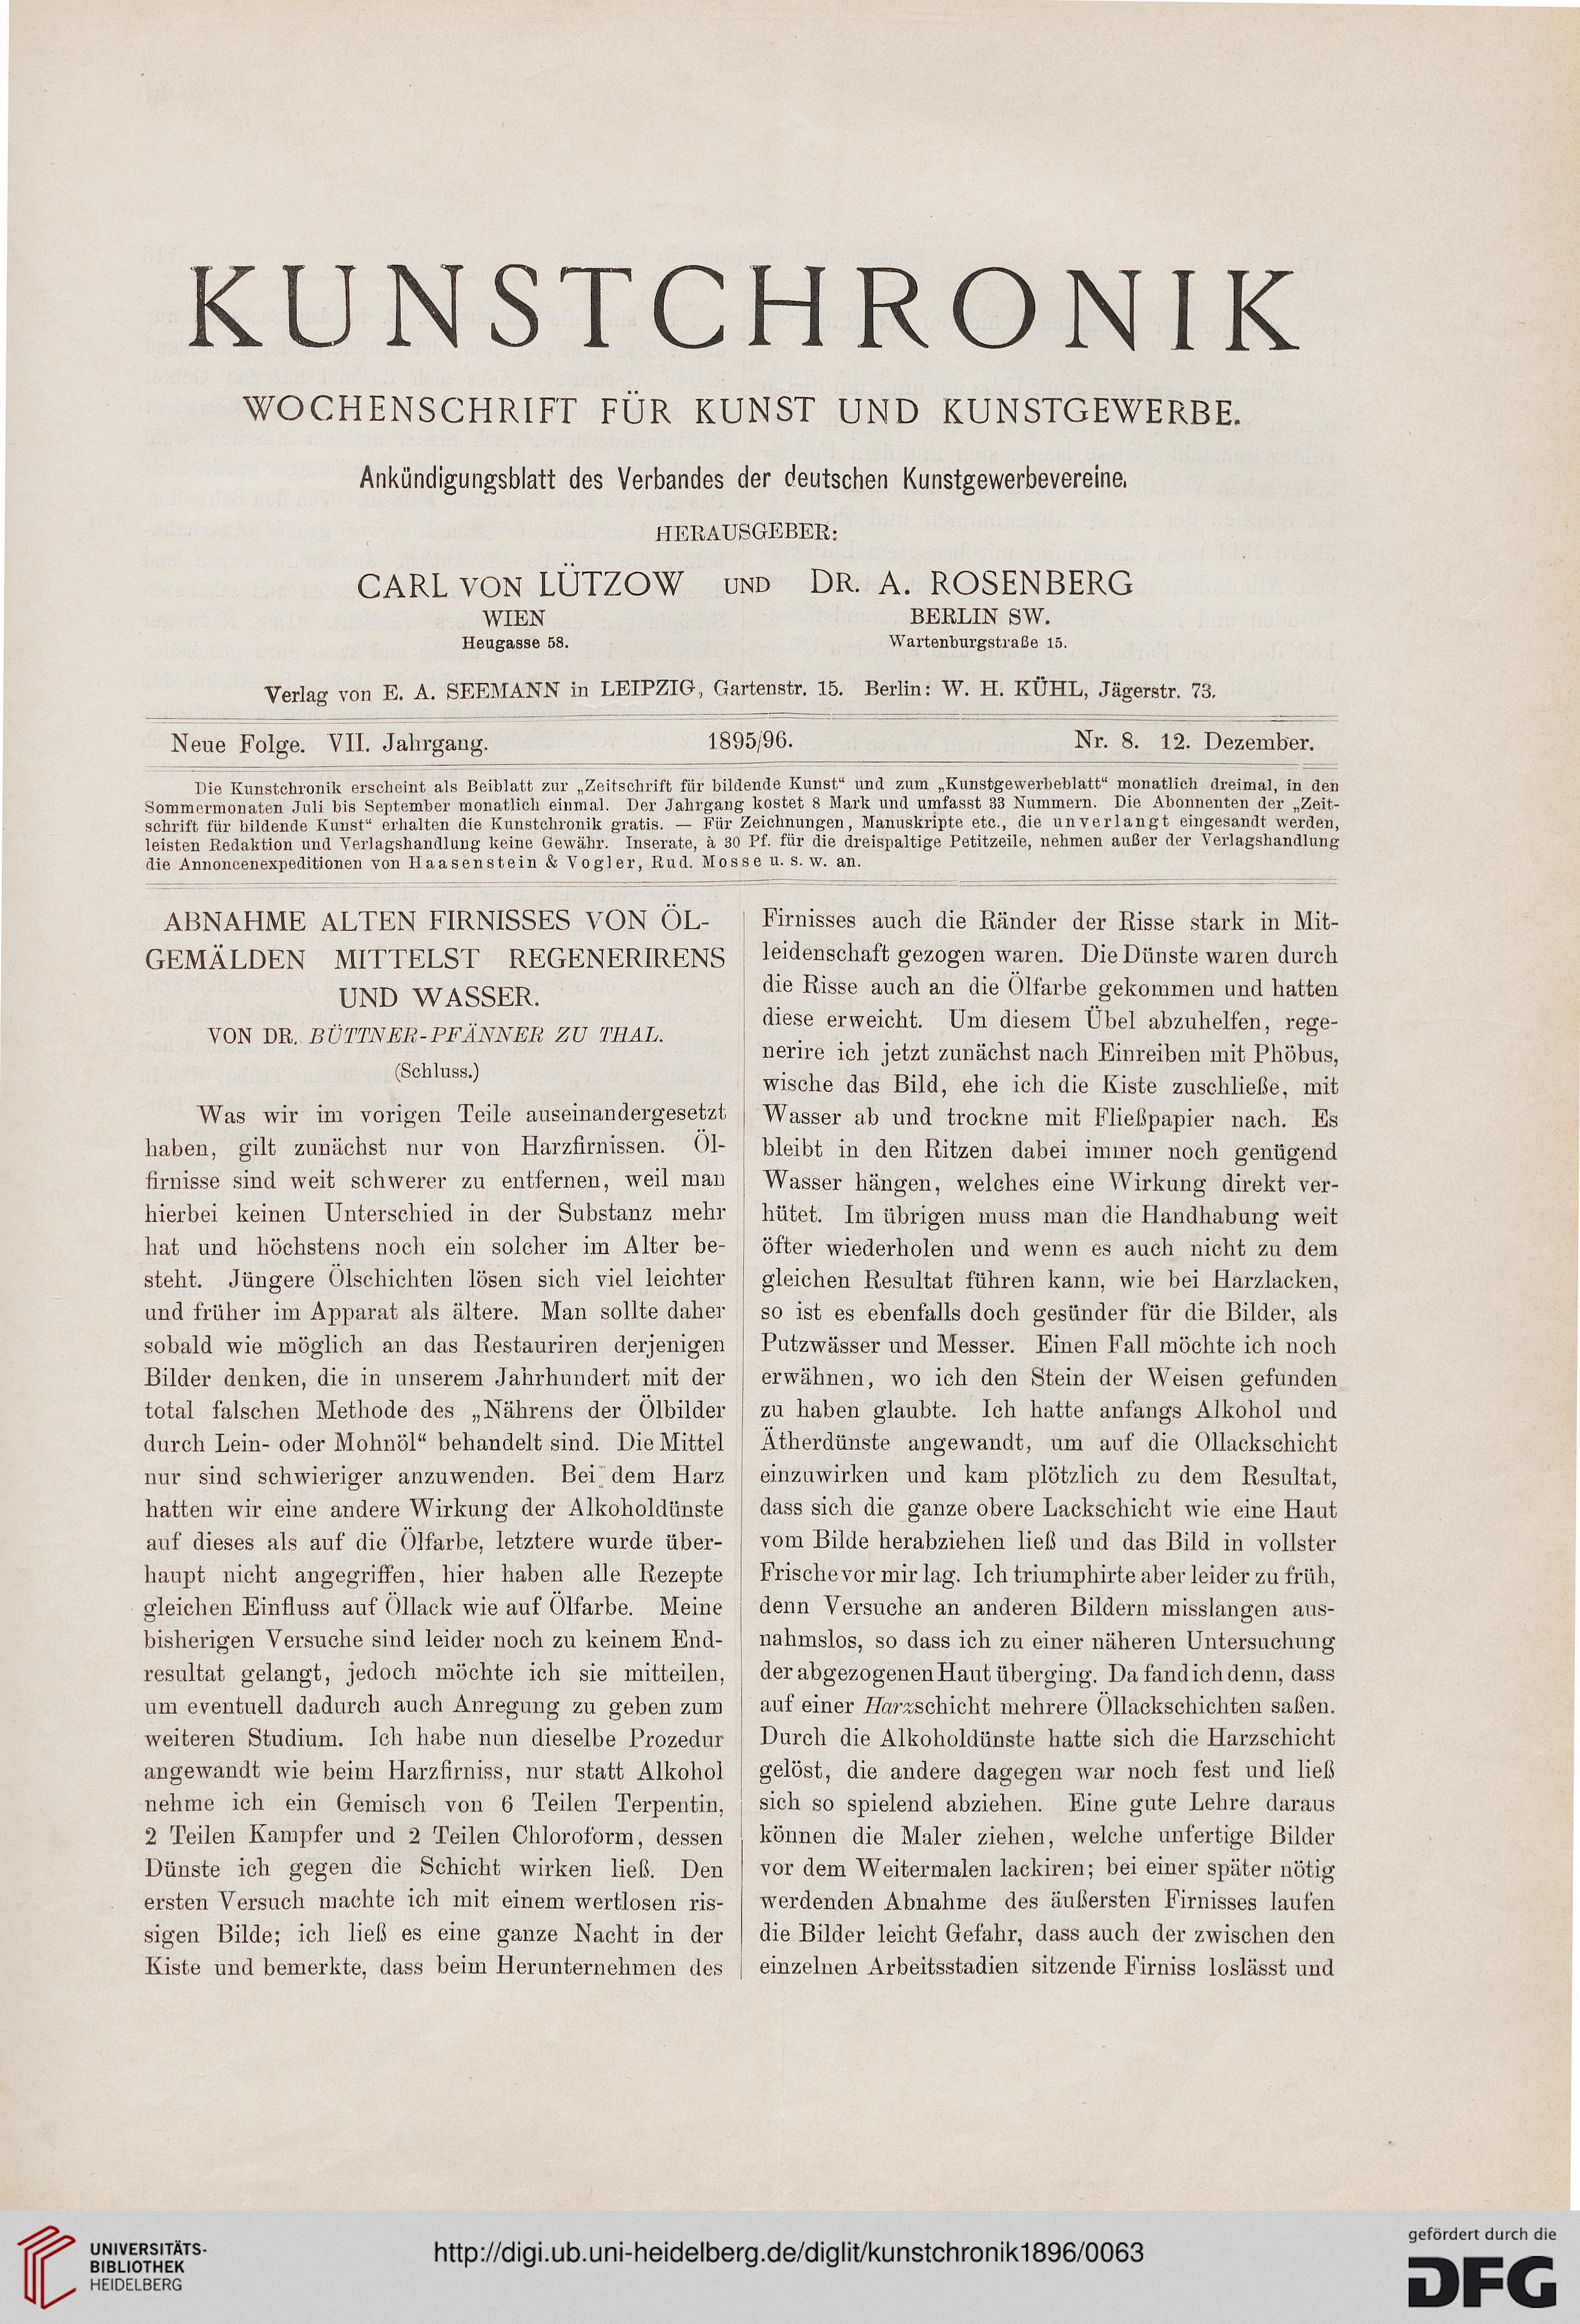 KUNSTCHRONIK
WOCHENSCHRIFT FÜR KUNST UND KUNSTGEWERBE.
Ankündigungsblatt des Verbandes der deutschen Kunstgewerbevereine.
HERAUSGEBER:
CARL VON LÜTZOW UND DR. A. ROSENBERG
WIEN BERLIN SW.
Heugasse 58. Wartenburgstraße 15.
Verlag von E. A. SEEMANN in LEIPZIG, Gartenstr. 15. Berlin: W. H. KÜHL, Jägerstr. 73.
Neue Folge. VII. Jahrgang. 1895/96. Nr. 8. 12. Dezember.
Die Kunstchronik erscheint als Beiblatt zur „Zeitschrift für bildende Kunst“ und zum „Kunstgewerbeblatt“ monatlich dreimal, in den
Sommermonaten Juli bis September monatlich einmal. Der Jahrgang kostet 8 Mark und umfasst 33 Nummern. Die Abonnenten der „Zeit-
schrift für bildende Kunst“ erhalten die Kunstchronik gratis. — Für Zeichnungen, Manuskripte etc., die unverlangt eingesandt werden,
leisten Redaktion und Verlagshandlung keine Gewähr. Inserate, à 30 Pf. für die dreispaltige Petitzeile, nehmen außer der Verlagshandlung
die Annoncenexpeditionen von Haasenstein & Vogler, Rud. Mosse u. s. w. an.
ABNAHME ALTEN FIRNISSES VON ÖL-
GEMÄLDEN MITTELST REGENERIRENS
UND WASSER.
VON DR. BÜTTNER-PFÄNNER ZU THAL.
(Schluss.)
Was wir im vorigen Teile auseinandergesetzt
haben, gilt zunächst nur von Harzfirnissen. Öl-
firnisse sind weit schwerer zu entfernen, weil man
hierbei keinen Unterschied in der Substanz mehr
hat und höchstens noch ein solcher im Alter be-
steht. Jüngere Ölschichten lösen sich viel leichter
und früher im Apparat als ältere. Man sollte daher
sobald wie möglich an das Restauriren derjenigen
Bilder denken, die in unserem Jahrhundert mit der
total falschen Methode des „Nährens der Ölbilder
durch Lein- oder Mohnöl“ behandelt sind. Die Mittel
nur sind schwieriger anzuwenden. Bei dem Harz
hatten wir eine andere Wirkung der Alkoholdünste
auf dieses als auf die Ölfarbe, letztere wurde über-
haupt nicht angegriffen, hier haben alle Rezepte
gleichen Einfluss auf Öllack wie auf Ölfarbe. Meine
bisherigen Versuche sind leider noch zu keinem End-
resultat gelangt, jedoch möchte ich sie mitteilen,
um eventuell dadurch auch Anregung zu geben zum
weiteren Studium. Ich habe nun dieselbe Prozedur
angewandt wie beim Harzfirniss, nur statt Alkohol
nehme ich ein Gemisch von 6 Teilen Terpentin,
2 Teilen Kampfer und 2 Teilen Chloroform, dessen
Dünste ich gegen die Schicht wirken ließ. Den
ersten Versuch machte ich mit einem wertlosen ris-
sigen Bilde; ich ließ es eine ganze Nacht in der
Kiste und bemerkte, dass beim Herunternehmen des
Firnisses auch die Ränder der Risse stark in Mit-
leidenschaft gezogen waren. Die Dünste waren durch
die Risse auch an die Ölfarbe gekommen und hatten
diese erweicht. Um diesem Übel abzuhelfen, rege-
nerire ich jetzt zunächst nach Einreiben mit Phöbus,
wische das Bild, ehe ich die Kiste zuschließe, mit
Wasser ab und trockne mit Fließpapier nach. Es
bleibt in den Ritzen dabei immer noch genügend
Wasser hängen, welches eine Wirkung direkt ver-
hütet. Im übrigen muss man die Handhabung weit
öfter wiederholen und wenn es auch nicht zu dem
gleichen Resultat führen kann, wie bei Harzlacken,
so ist es ebenfalls doch gesünder für die Bilder, als
Putzwässer und Messer. Einen Fall möchte ich noch
erwähnen, wo ich den Stein der Weisen gefunden
zu haben glaubte. Ich hatte anfangs Alkohol und
Ätherdünste angewandt, um auf die Ollackschicht
einzuwirken und kam plötzlich zu dem Resultat,
dass sich die ganze obere Lackschicht wie eine Haut
vom Bilde herabziehen ließ und das Bild in vollster
Frische vor mir lag. Ich triumphirte aber leider zu früh,
denn Versuche an anderen Bildern misslangen aus-
nahmslos, so dass ich zu einer näheren Untersuchung
der abgezogenen Haut überging. Da fand ich denn, dass
auf einer Harzschicht mehrere Öllackschichten saßen.
Durch die Alkoholdünste hatte sich die Harzschicht
gelöst, die andere dagegen war noch fest und ließ
sich so spielend abziehen. Eine gute Lehre daraus
können die Maler ziehen, welche unfertige Bilder
vor dem Weitermalen lackiren; bei einer später nötig
werdenden Abnahme des äußersten Firnisses laufen
die Bilder leicht Gefahr, dass auch der zwischen den
einzelnen Arbeitsstadien sitzende Firniss loslässt und
UNIVERSITÄTS-
BIBLIOTHEK
HEIDELBERG
http://digi.ub.uni-heidelberg.de/diglit/kunstchronik1896/0063
gefördert durch die
DFG